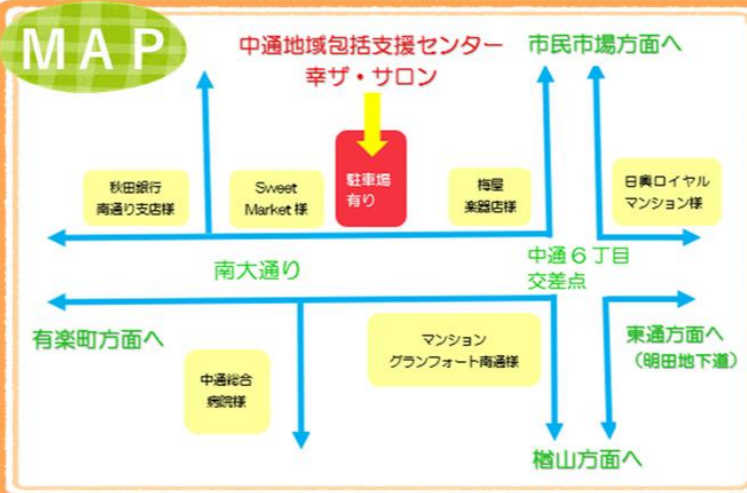 MAP
中通地域包括支援センター
幸ザ・サロン
市民市場方面へ
秋田銀行
南通り支店様
Sweet
Market 様
駐車場
有り
梅屋
楽器店様
日興ロイヤル
マンション様
南大通り
中通6丁目
交差点
有楽町方面へ
中通総合
病院様
マンション
グランフォート南通様
東通方面へ
(明田地下道)
楢山方面へ